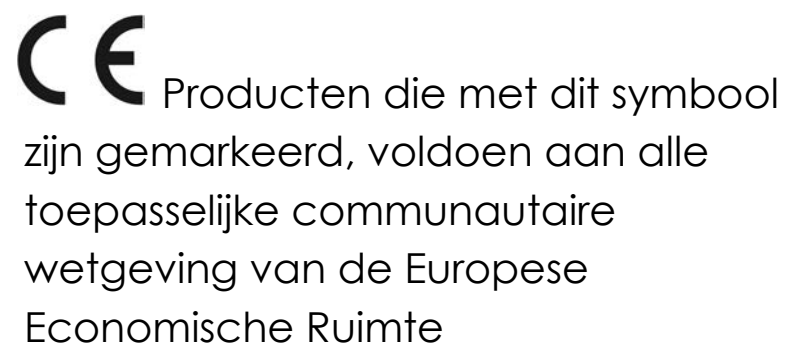 CE Producten die met dit symbool
zijn gemarkeerd, voldoen aan alle
toepasselijke communautaire
wetgeving van de Europese
Economische Ruimte